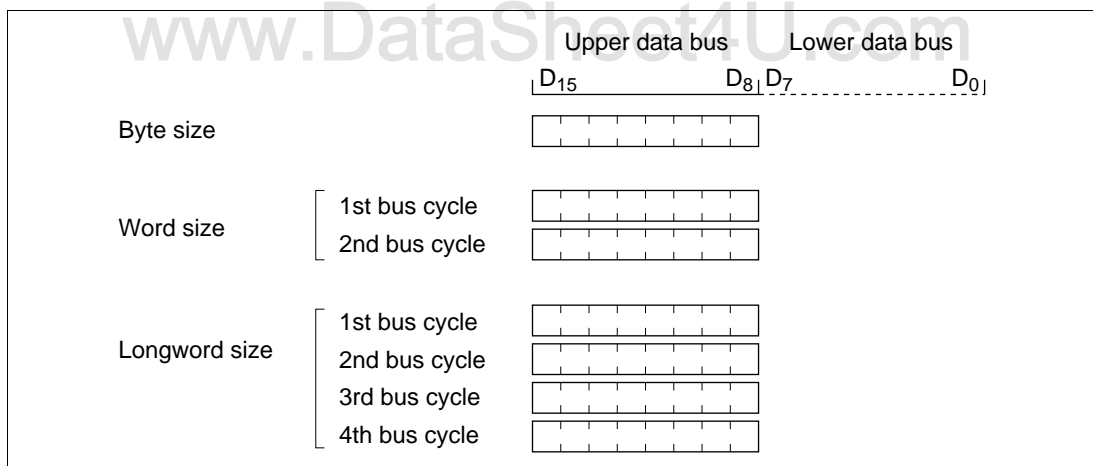 www.DataSheet4U.com
Upper data bus Lower data bus
D15 D8 D7 D0
Byte size
Word size
1st bus cycle
2nd bus cycle
Longword size
1st bus cycle
2nd bus cycle
3rd bus cycle
4th bus cycle